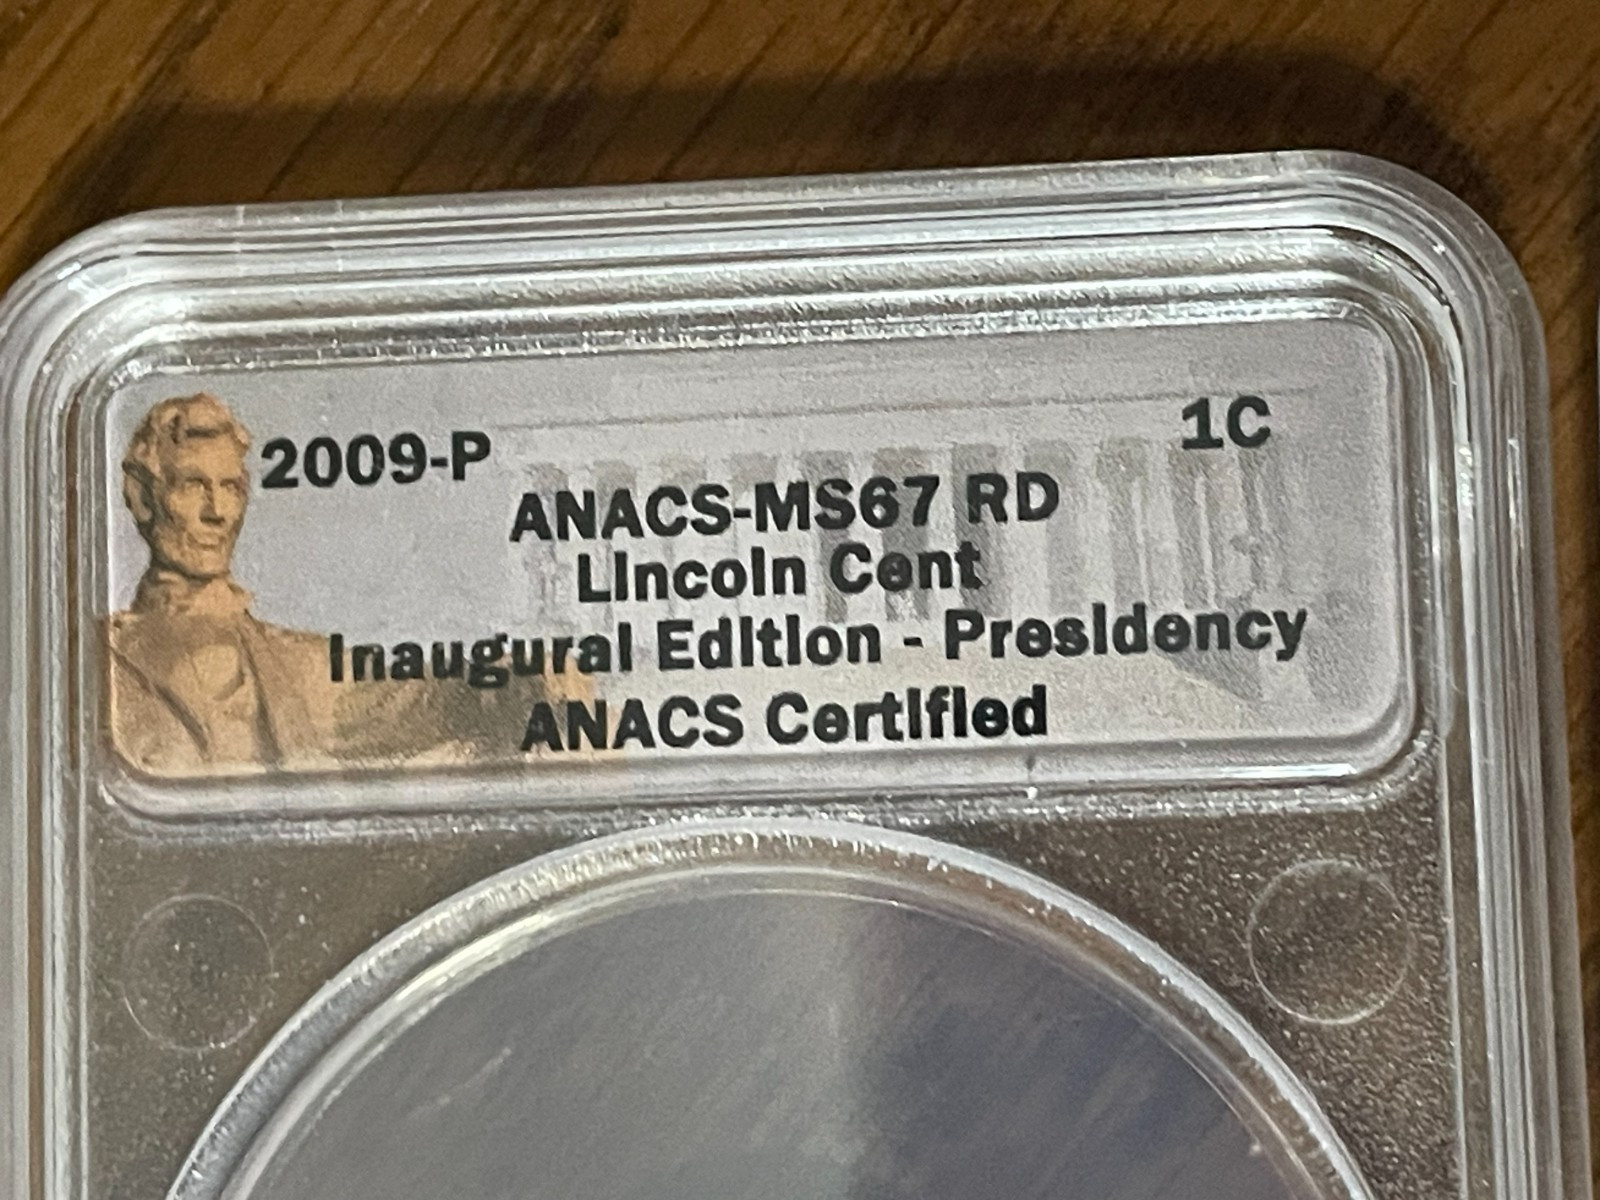 2009-P 1C
ANACS-MS67 RD
Lincoln Cent
Inaugural Edition - Presidency
ANACS Certified